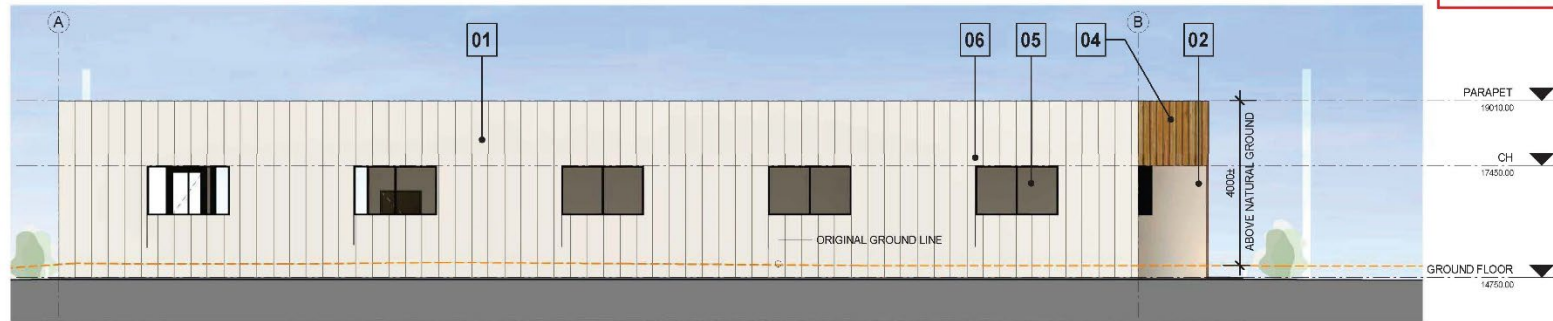 A
B
01
06
05
04
02
PARAPET
19010.00
CH
17450.00
4000±
ABOVE NATURAL GROUND
ORIGINAL GROUND LINE
GROUND FLOOR
14750.00